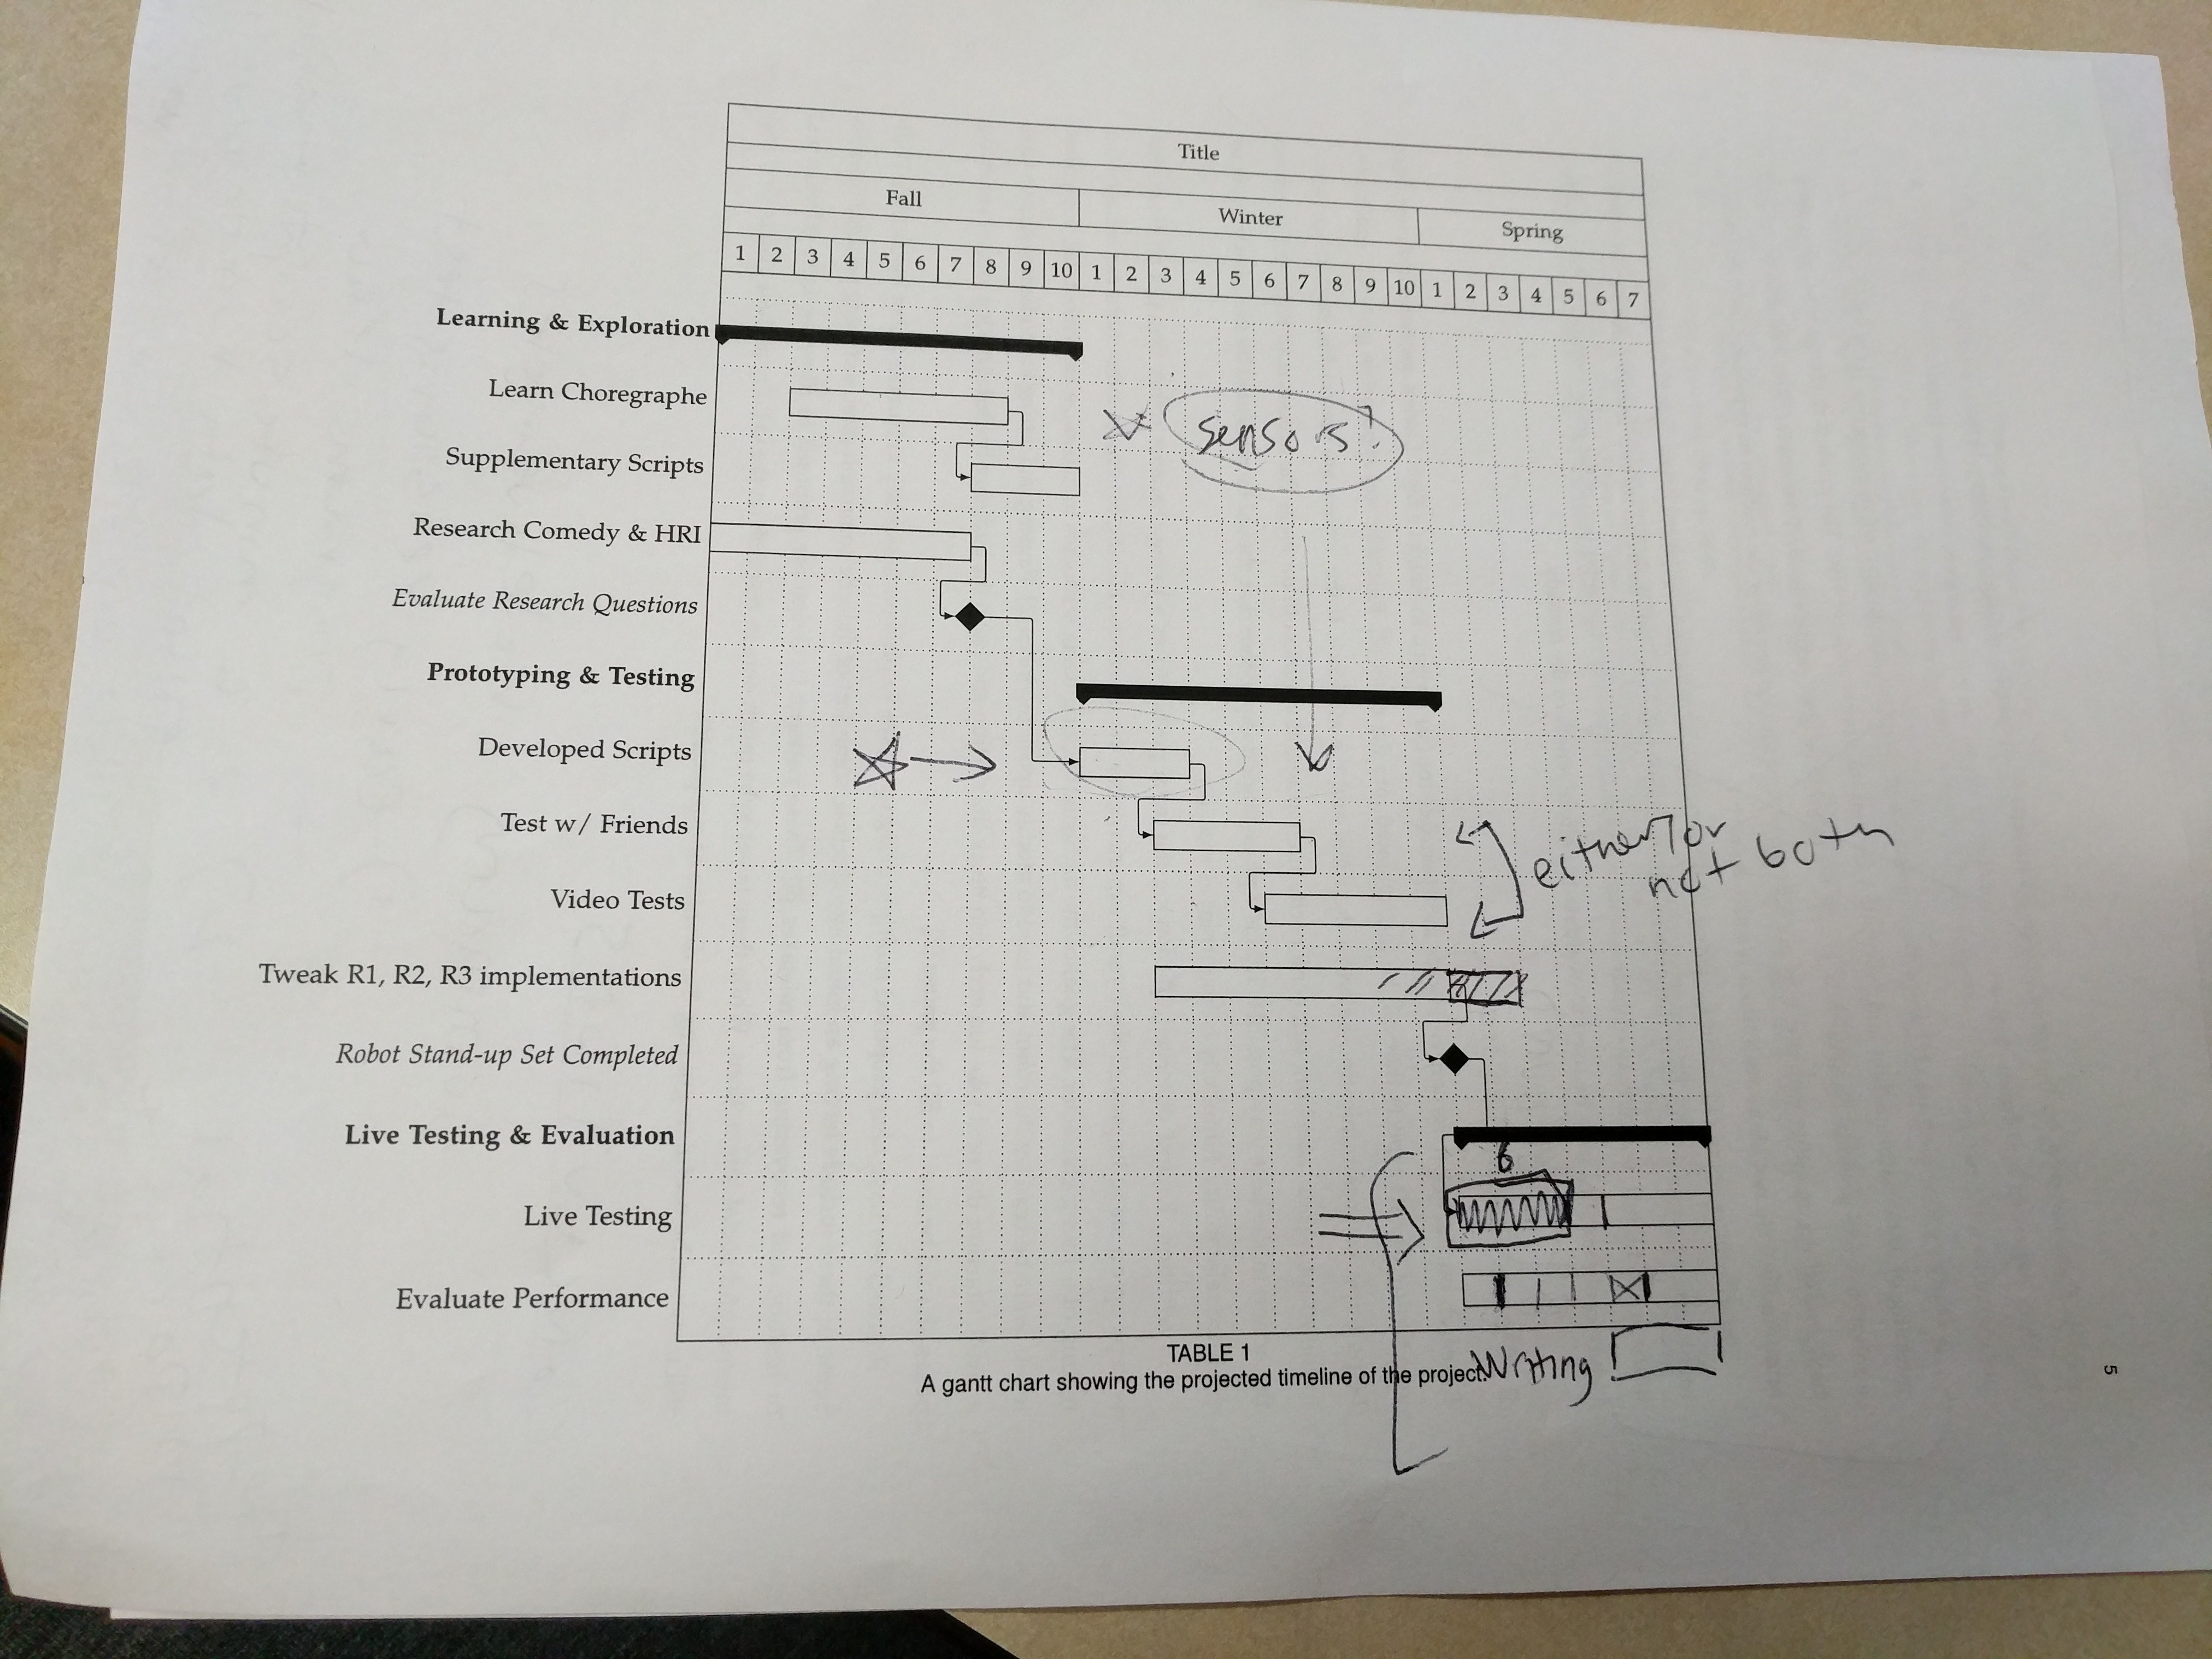 Title
Fall Winter Spring
1 2 3 4 5 6 7 8 9 10 1 2 3 4 5 6 7 8 9 10 1 2 3 4 5 6 7
Learning & Exploration
Learn Choregraphe
sensors?
Supplementary Scripts
Research Comedy & HRI
Evaluate Research Questions
Prototyping & Testing
Developed Scripts
Test w/ Friends
either/or
not both
Video Tests
Tweak R1, R2, R3 implementations
Robot Stand-up Set Completed
Live Testing & Evaluation
6
Live Testing
Evaluate Performance
TABLE 1
A gantt chart showing the projected timeline of the project.
Writing
5